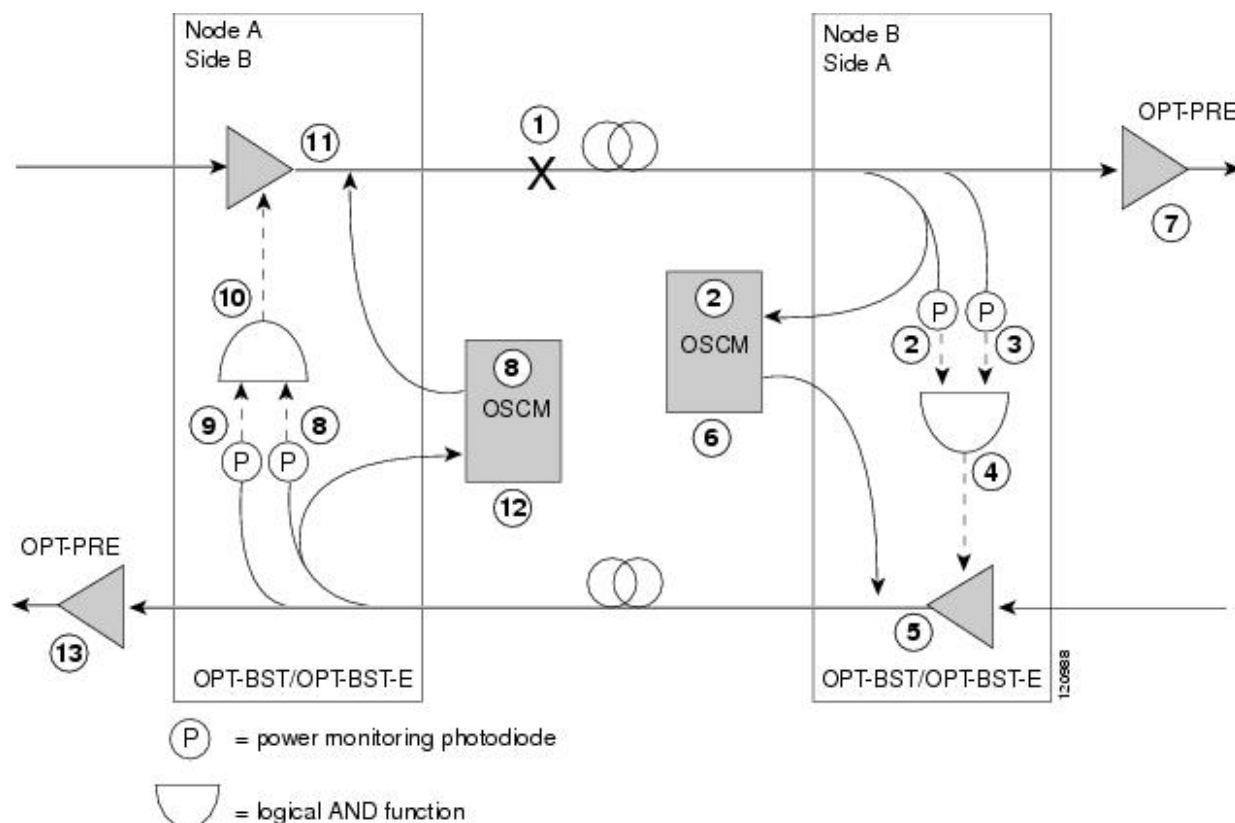 Node A
Side B
Node B
Side A
1
11
OPT-PRE
7
10
2
OSCM
P
P
2
3
8
OSCM
6
9
8
P
P
4
12
OPT-PRE
13
5
OPT-BST/OPT-BST-E
OPT-BST/OPT-BST-E
120988
P = power monitoring photodiode
= logical AND function